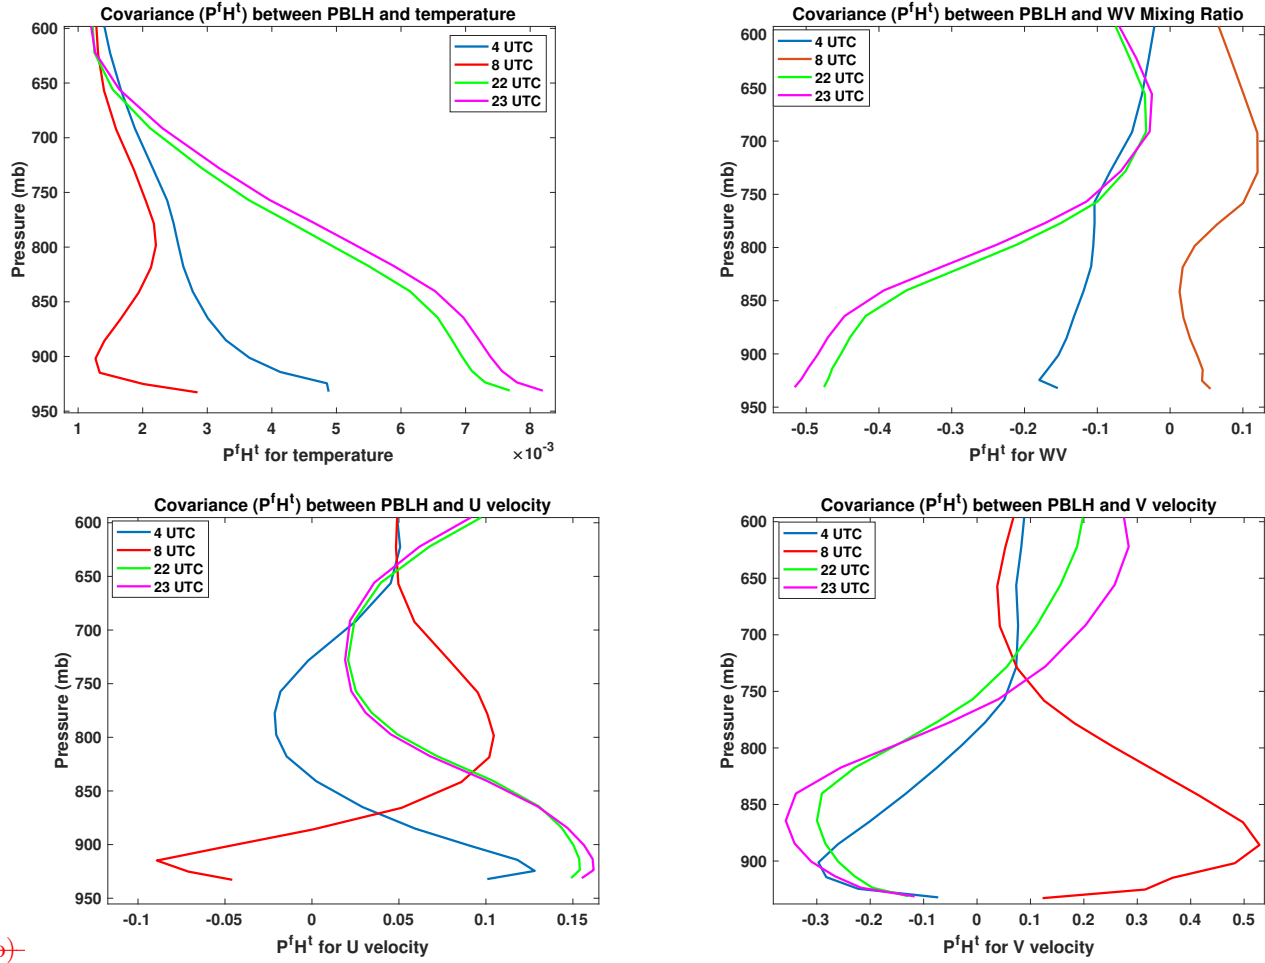 Covariance (PfHt) between PBLH and temperature
600
650
700
750
800
850
900
950
Pressure (mb)
4 UTC
8 UTC
22 UTC
23 UTC
1 2 3 4 5 6 7 8
PfHt for temperature
×10-3
Covariance (PfHt) between PBLH and WV Mixing Ratio
600
650
700
750
800
850
900
950
Pressure (mb)
4 UTC
8 UTC
22 UTC
23 UTC
-0.5 -0.4 -0.3 -0.2 -0.1 0 0.1
PfHt for WV
Covariance (PfHt) between PBLH and U velocity
600
650
700
750
800
850
900
950
Pressure (mb)
4 UTC
8 UTC
22 UTC
23 UTC
-0.1 -0.05 0 0.05 0.1 0.15
PfHt for U velocity
Covariance (PfHt) between PBLH and V velocity
600
650
700
750
800
850
900
Pressure (mb)
4 UTC
8 UTC
22 UTC
23 UTC
-0.3 -0.2 -0.1 0 0.1 0.2 0.3 0.4 0.5
PfHt for V velocity